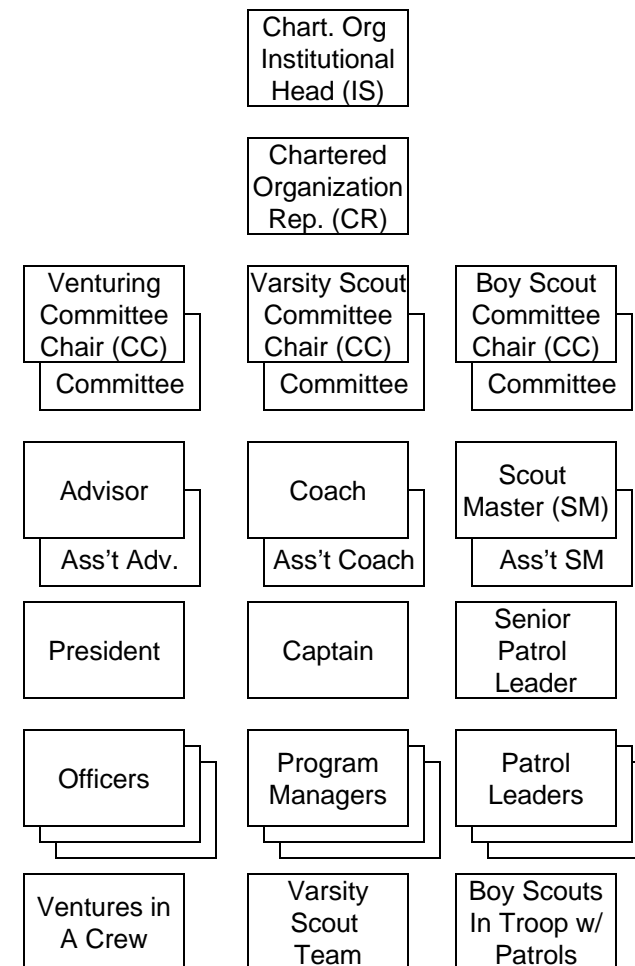 Chart. Org
Institutional
Head (IS)
Chartered
Organization
Rep. (CR)
Venturing
Committee
Chair (CC)
Committee
Varsity Scout
Committee
Chair (CC)
Committee
Boy Scout
Committee
Chair (CC)
Committee
Advisor
Ass't Adv.
Coach
Ass't Coach
Scout
Master (SM)
Ass't SM
President
Captain
Senior
Patrol
Leader
Officers
Program
Managers
Patrol
Leaders
Ventures in
A Crew
Varsity
Scout
Team
Boy Scouts
In Troop w/
Patrols